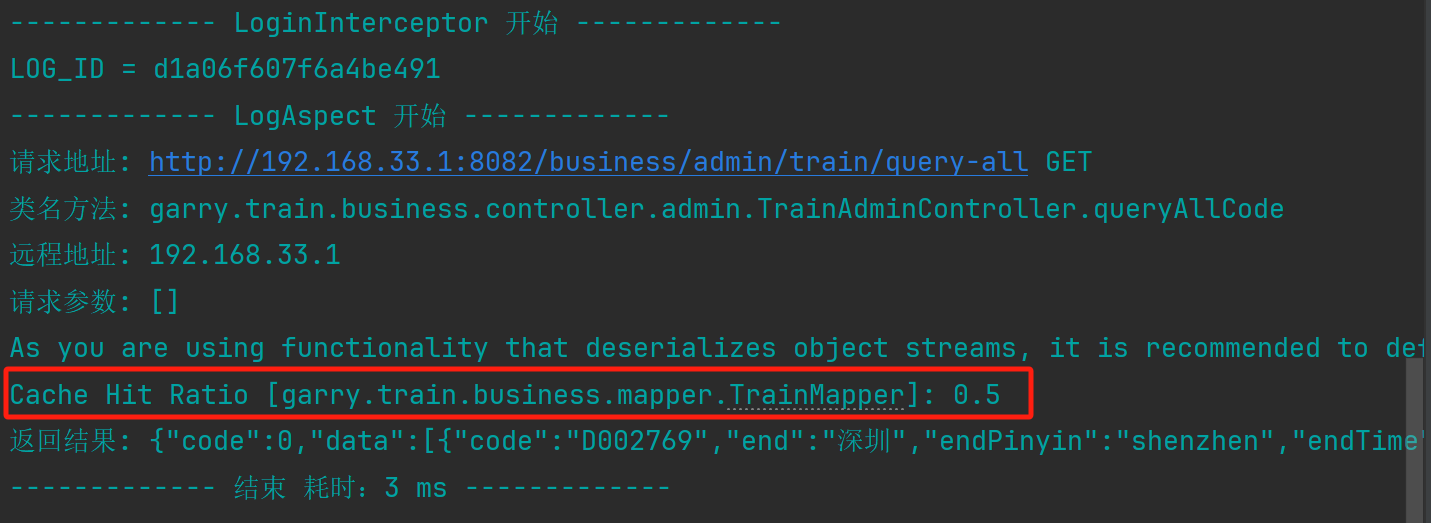 ------------- LoginInterceptor 开始 -------------
LOG_ID = d1a06f607f6a4be491
------------- LogAspect 开始 -------------
请求地址: http://192.168.33.1:8082/business/admin/train/query-all GET
类名方法: garry.train.business.controller.admin.TrainAdminController.queryAllCode
远程地址: 192.168.33.1
请求参数: []
As you are using functionality that deserializes object streams, it is recommended to def
Cache Hit Ratio [garry.train.business.mapper.TrainMapper]: 0.5
返回结果: {"code":0,"data":[{"code":"D002769","end":"深圳","endPinyin":"shenzhen","endTime"
------------- 结束 耗时：3 ms -------------